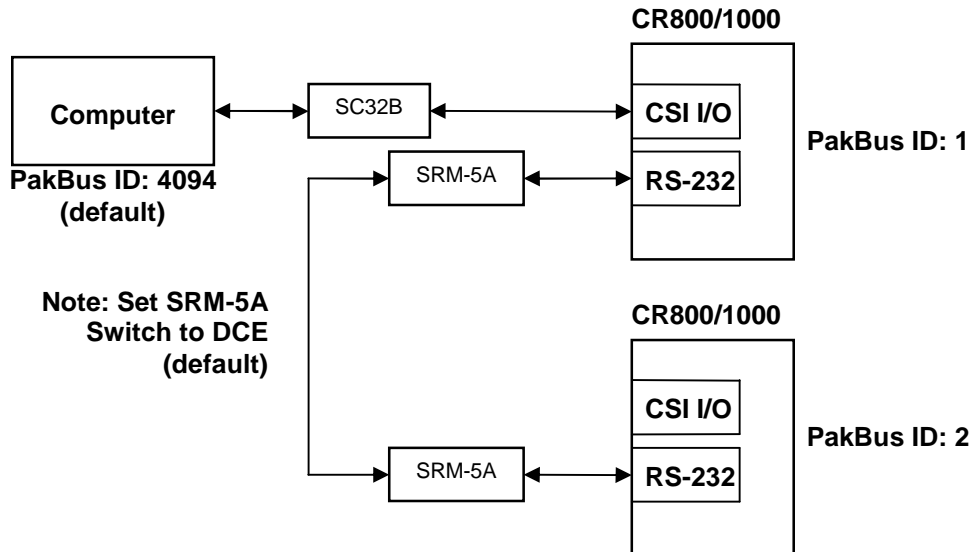 CR800/1000
Computer
SC32B
CSI I/O
PakBus ID: 1
PakBus ID: 4094
(default)
SRM-5A
RS-232
Note: Set SRM-5A
Switch to DCE
(default)
CR800/1000
CSI I/O
PakBus ID: 2
SRM-5A
RS-232